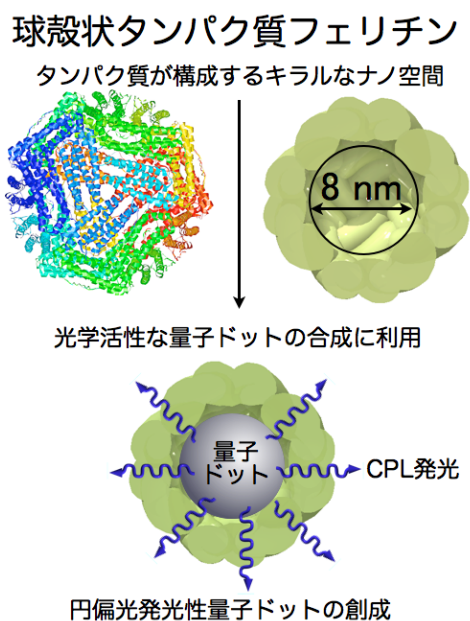 球殻状タンパク質フェリチン
タンパク質が構成するキラルなナノ空間
8 nm
光学活性な量子ドットの合成に利用
量子
ドット
CPL発光
円偏光発光性量子ドットの創成